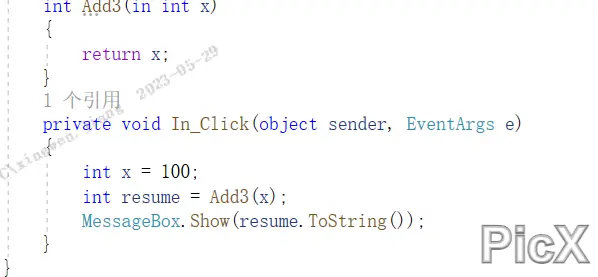 int Add3(in int x)
{
return x;
}
1 个引用
private void In_Click(object sender, EventArgs e)
{
int x = 100;
int resume = Add3(x);
MessageBox.Show(resume.ToString());
}
}
2023-05-29
PicX